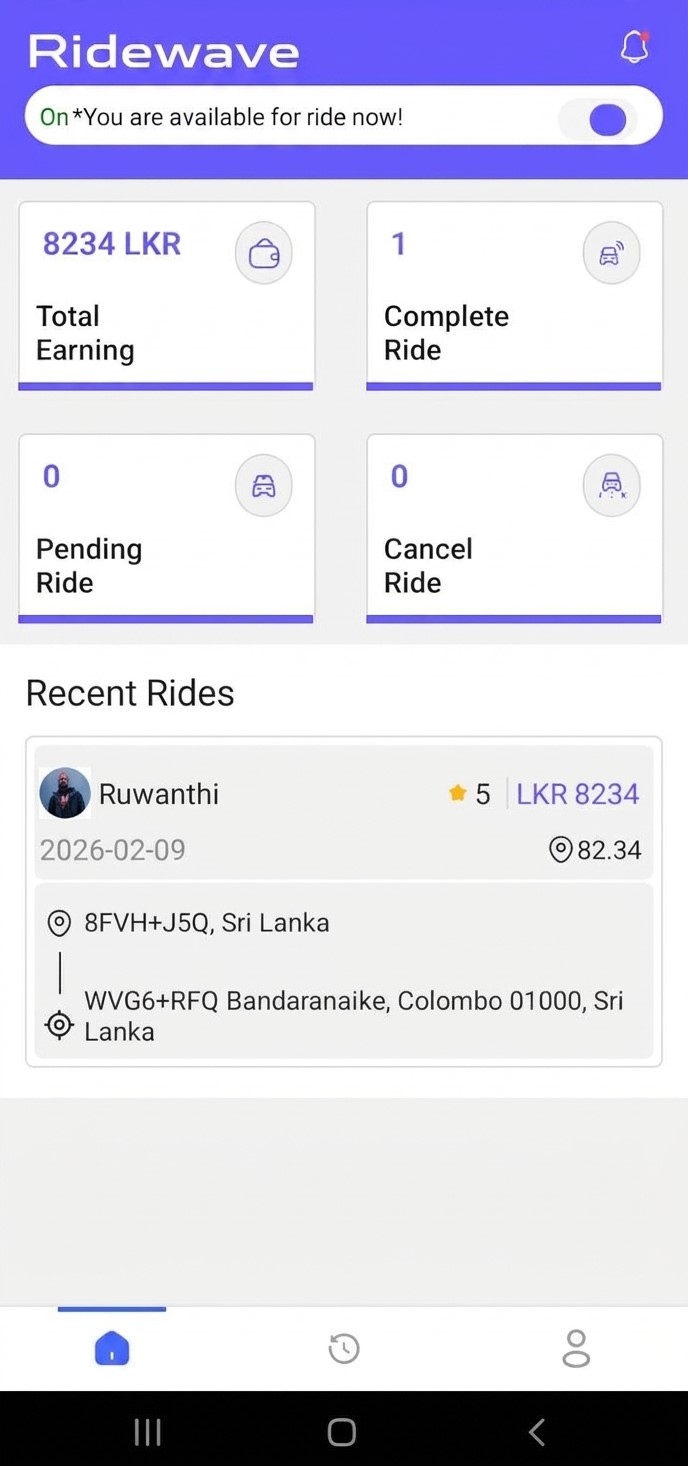 Ridewave
On *You are available for ride now!
8234 LKR
Total
Earning
1
Complete
Ride
0
Pending
Ride
0
Cancel
Ride
Recent Rides
Ruwanthi
5
LKR 8234
2026-02-09
82.34
8FVH+J5Q, Sri Lanka
WVG6+RFQ Bandaranaike, Colombo 01000, Sri
Lanka